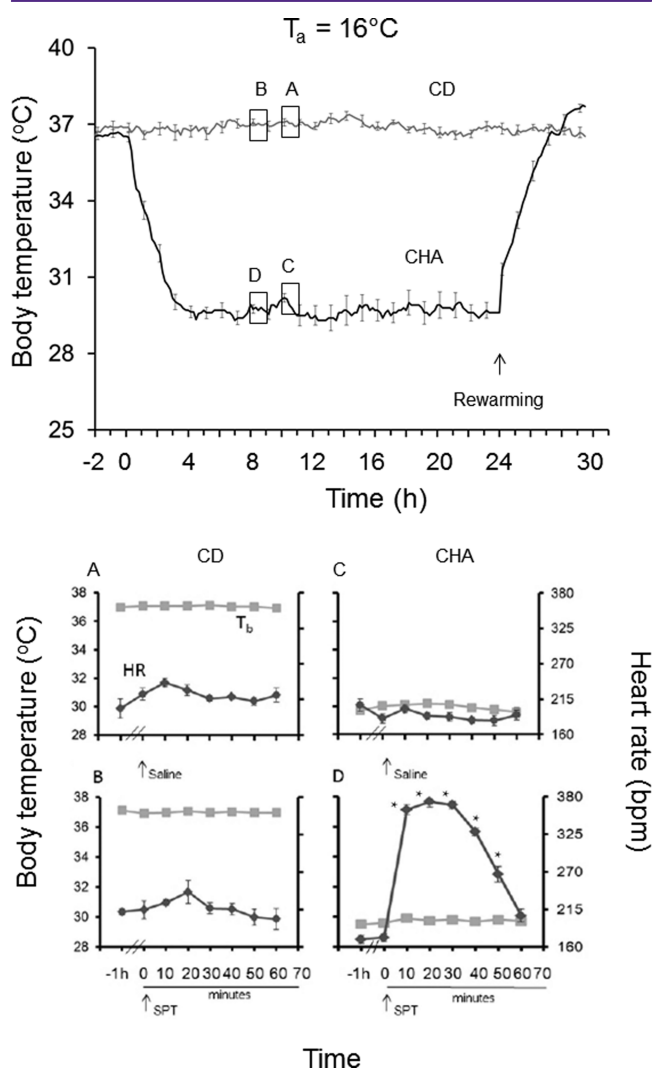 Ta = 16°C
Body temperature (°C)
40
37
34
31
28
25
B
A
CD
D
C
CHA
Rewarming
-2 0 4 8 12 16 20 24 30
Time (h)
CD
CHA
Body temperature (°C)
Heart rate (bpm)
A
38
36
34
32
30
28
Tb
HR
Saline
C
380
325
270
215
160
Saline
B
38
36
34
32
30
28
-1h 0 10 20 30 40 50 60 70
minutes
SPT
D
* * * * *
380
325
270
215
160
-1h 0 10 20 30 40 50 60 70
minutes
SPT
Time